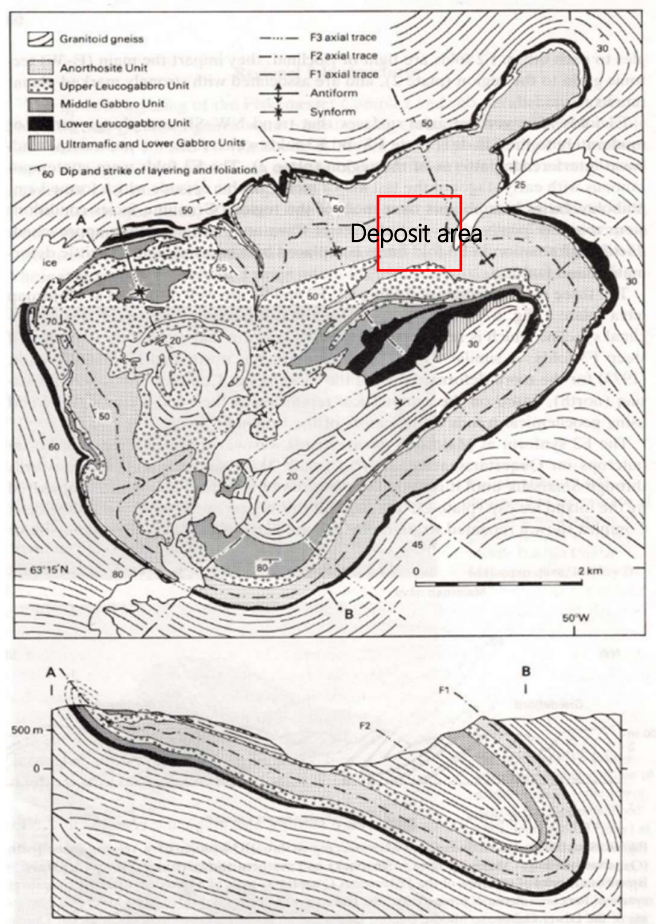 Granitoid gneiss
Anorthosite Unit
Upper Leucogabbro Unit
Middle Gabbro Unit
Lower Leucogabbro Unit
Ultramafic and Lower Gabbro Units
60 Dip and strike of layering and foliation
F3 axial trace
F2 axial trace
F1 axial trace
Antiform
Synform
30
50
25
A
50
50
Deposit area
ice
55
50
30
70
20
30
50
60
20
45
80
63°15'N
80
0 2 km
B
50°W
A B
F1
500 m
F2
0